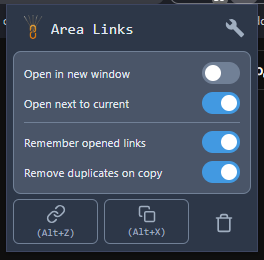 Area Links
Open in new window
Open next to current
Remember opened links
Remove duplicates on copy
(Alt+Z)
(Alt+X)